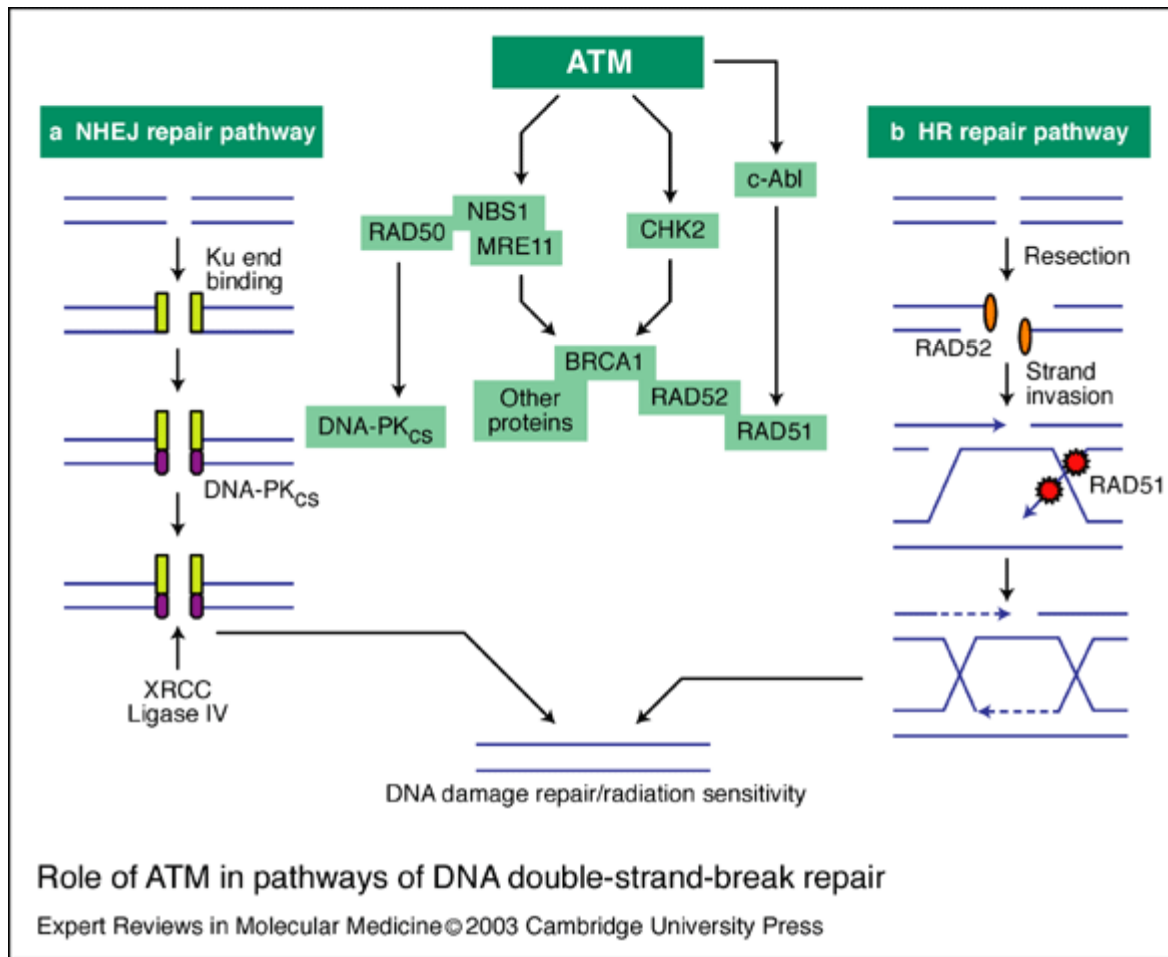 ATM
a NHEJ repair pathway
Ku end
binding
DNA-PKCS
XRCC
Ligase IV
NBS1
RAD50
MRE11
CHK2
c-Abl
BRCA1
Other
proteins
RAD52
RAD51
DNA-PKCS
b HR repair pathway
Resection
RAD52
Strand
invasion
RAD51
DNA damage repair/radiation sensitivity
Role of ATM in pathways of DNA double-strand-break repair
Expert Reviews in Molecular Medicine©2003 Cambridge University Press